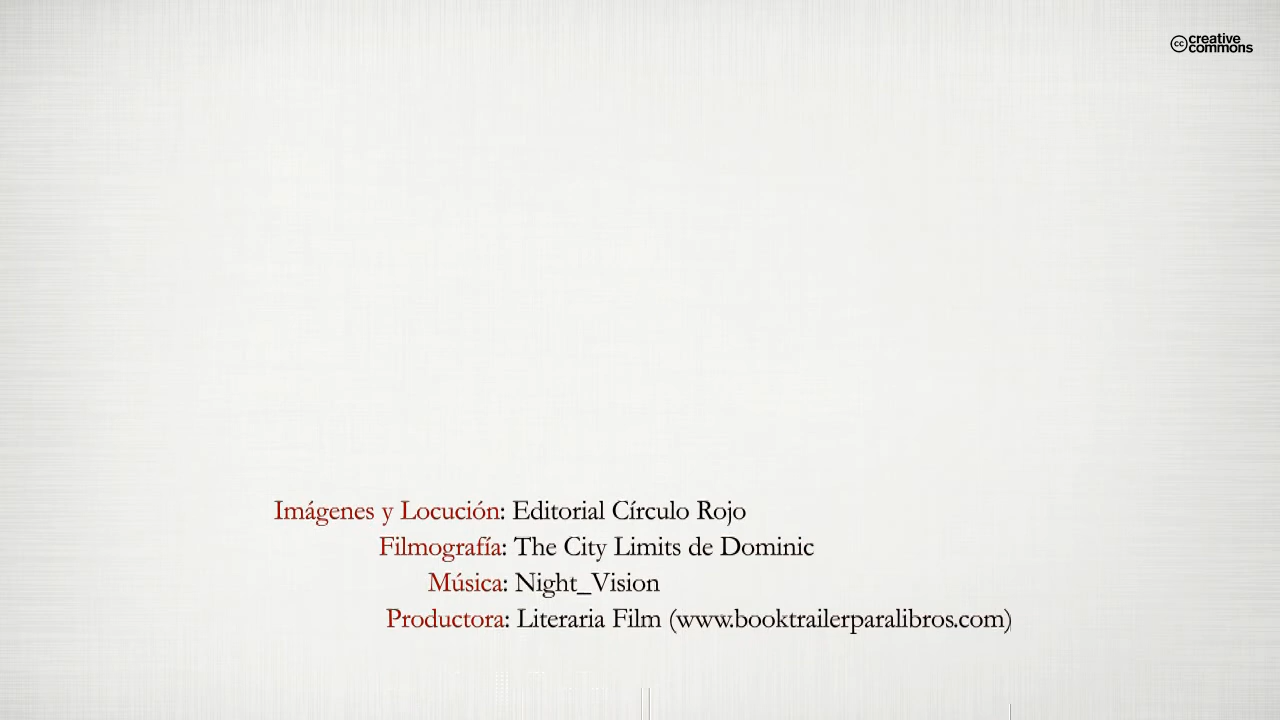 cc creative
commons
Imágenes y Locución: Editorial Círculo Rojo
Filmografía: The City Limits de Dominic
Música: Night_Vision
Productora: Literaria Film (www.booktrailerparalibros.com)